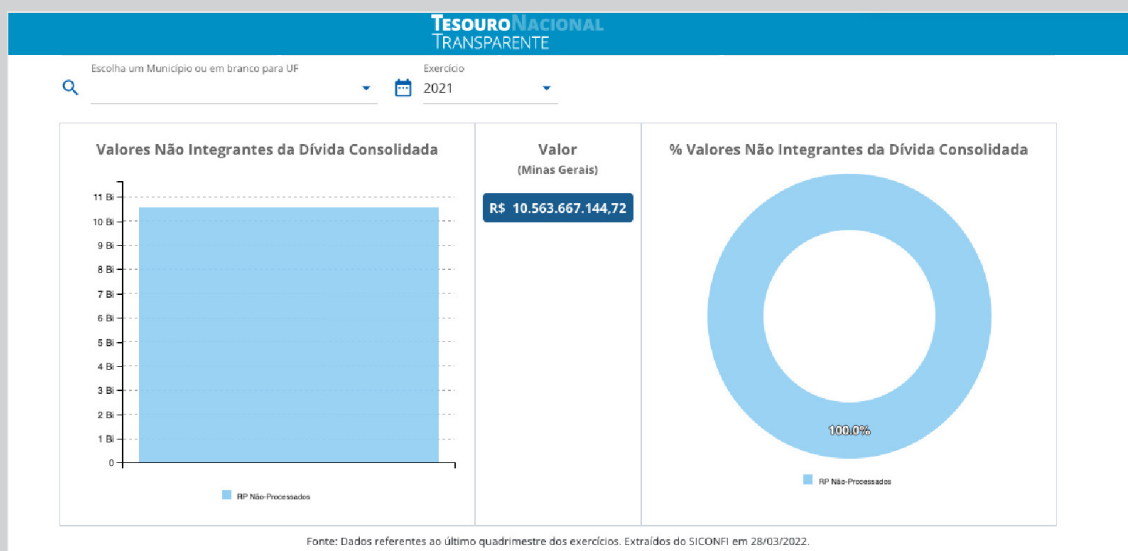 TESOURO NACIONAL
TRANSPARENTE
Escolha um Município ou em branco para UF
Exercício
2021
Valores Não Integrantes da Dívida Consolidada
11 Bi
10 Bi
9 Bi
8 Bi
7 Bi
6 Bi
5 Bi
4 Bi
3 Bi
2 Bi
1 Bi
0
RP Não-Processados
Valor
(Minas Gerais)
R$ 10.563.667.144,72
% Valores Não Integrantes da Dívida Consolidada
100.0%
RP Não-Processados
Fonte: Dados referentes ao último quadrimestre dos exercícios. Extraídos do SICONFI em 28/03/2022.